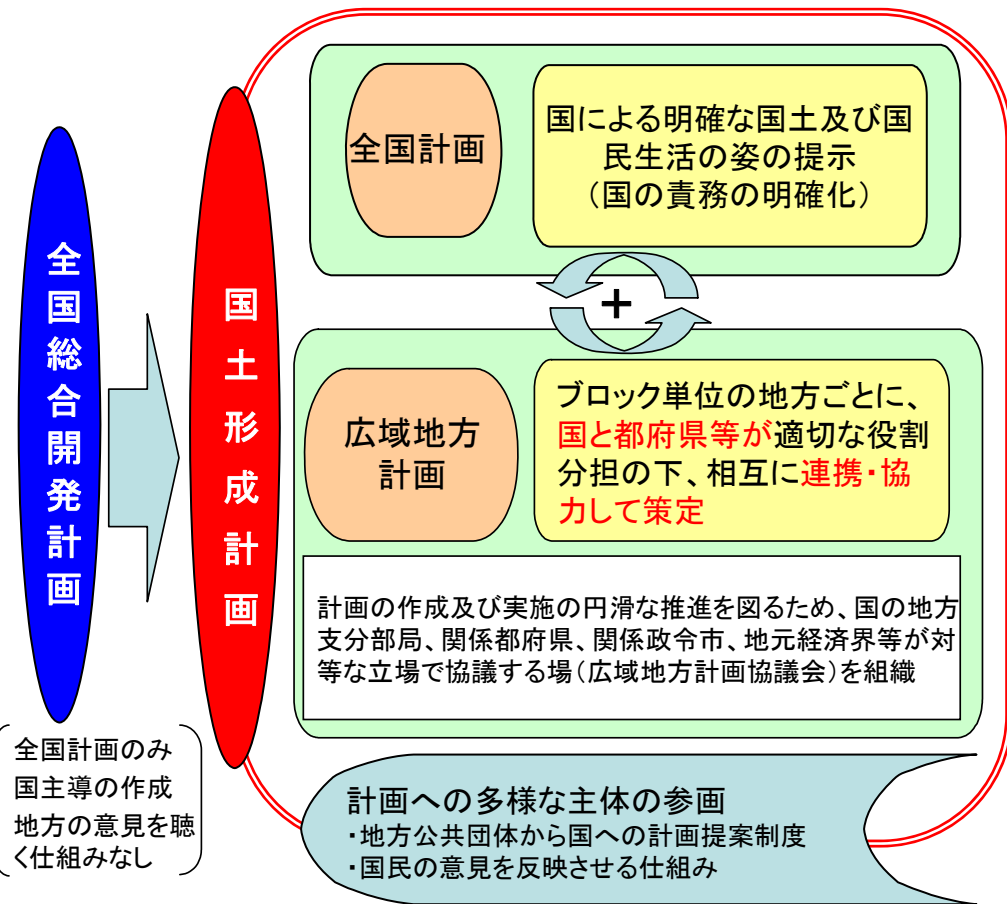 全国総合開発計画
全国計画のみ
国主導の作成
地方の意見を聴
く仕組みなし
国土形成計画
全国計画
国による明確な国土及び国
民生活の姿の提示
（国の責務の明確化）
+
広域地方
計画
ブロック単位の地方ごとに、
国と都府県等が適切な役割
分担の下、相互に連携・協
力して策定
計画の作成及び実施の円滑な推進を図るため、国の地方
支分部局、関係都府県、関係政令市、地元経済界等が対
等な立場で協議する場（広域地方計画協議会）を組織
計画への多様な主体の参画
・地方公共団体から国への計画提案制度
・国民の意見を反映させる仕組み